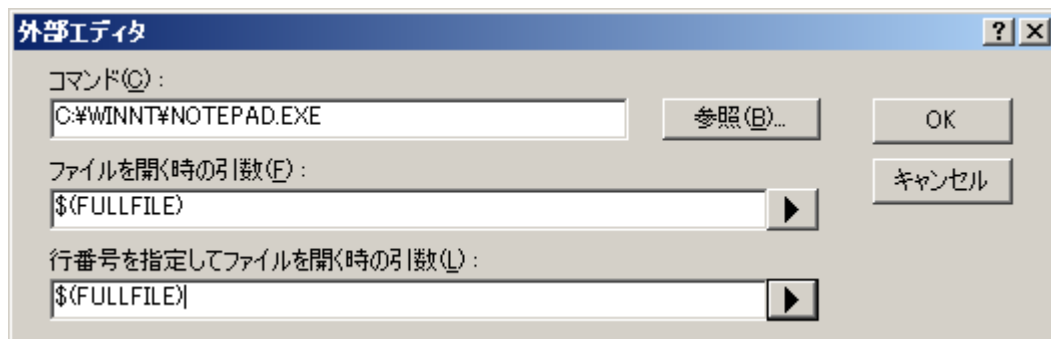 外部エディタ
コマンド(C):
C:¥WINNT¥NOTEPAD.EXE
参照(B)...
OK
ファイルを開く時の引数(F):
$(FULLFILE)
キャンセル
行番号を指定してファイルを開く時の引数(L):
$(FULLFILE)